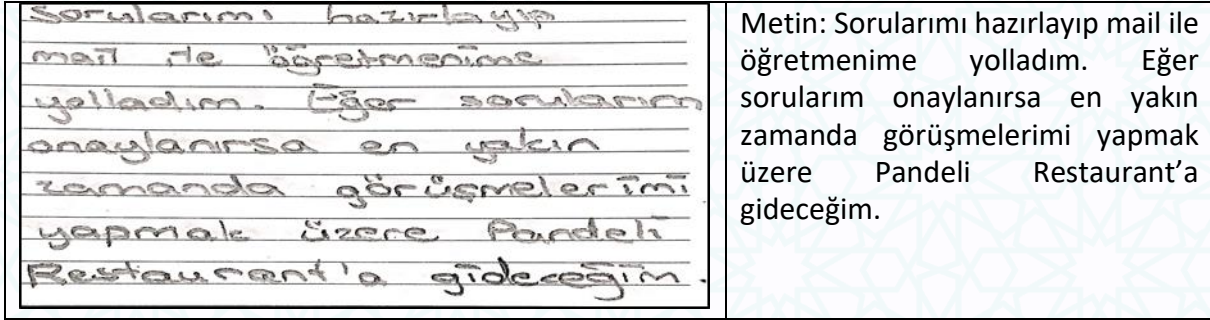 Sorularımı hazırlayıp
mail ile öğretmenime
yolladım. Eğer sorularım
onaylanırsa en yakın
zamanda görüşmelerimi
yapmak üzere Pandeli
Restaurant'a gideceğim.
Metin: Sorularımı hazırlayıp mail ile
öğretmenime yolladım. Eğer
sorularım onaylanırsa en yakın
zamanda görüşmelerimi yapmak
üzere Pandeli Restaurant’a
gideceğim.